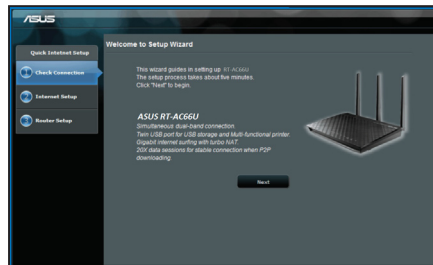 ASUS
Quick Internet Setup
1 Check Connection
2 Internet Setup
3 Router Setup
Welcome to Setup Wizard
This wizard guides in setting up RT-AC66U
The setup process takes about five minutes.
Click "Next" to begin.
ASUS RT-AC66U
Simultaneous dual-band connection.
Twin USB port for USB storage and Multi-functional printer.
Gigabit internet surfing with turbo NAT.
20X data sessions for stable connection when P2P
downloading.
Next